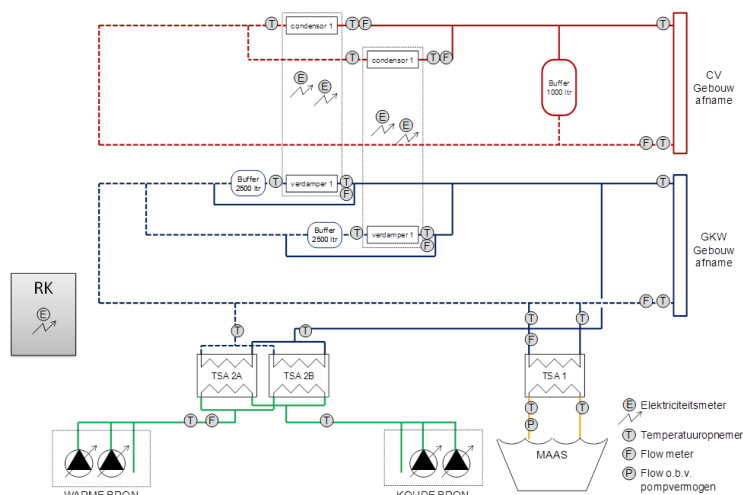 T
condensor 1
T
F
T
T
condensor 1
T
F
E
E
Buffer
1000 ltr
CV
Gebouw
afname
E
E
F
T
Buffer
2500 ltr
T
verdamper 1
T
F
T
Buffer
2500 ltr
T
verdamper 1
T
F
GKW
Gebouw
afname
RK
E
F
T
T
T
T
F
T
TSA 2A
TSA 2B
TSA 1
T
P
T
T
F
T
MAAS
E
Elektriciteitsmeter
T
Temperatuuropnemer
F
Flow meter
P
Flow o.b.v.
pompvermogen
WARME BRON
KOUDE BRON